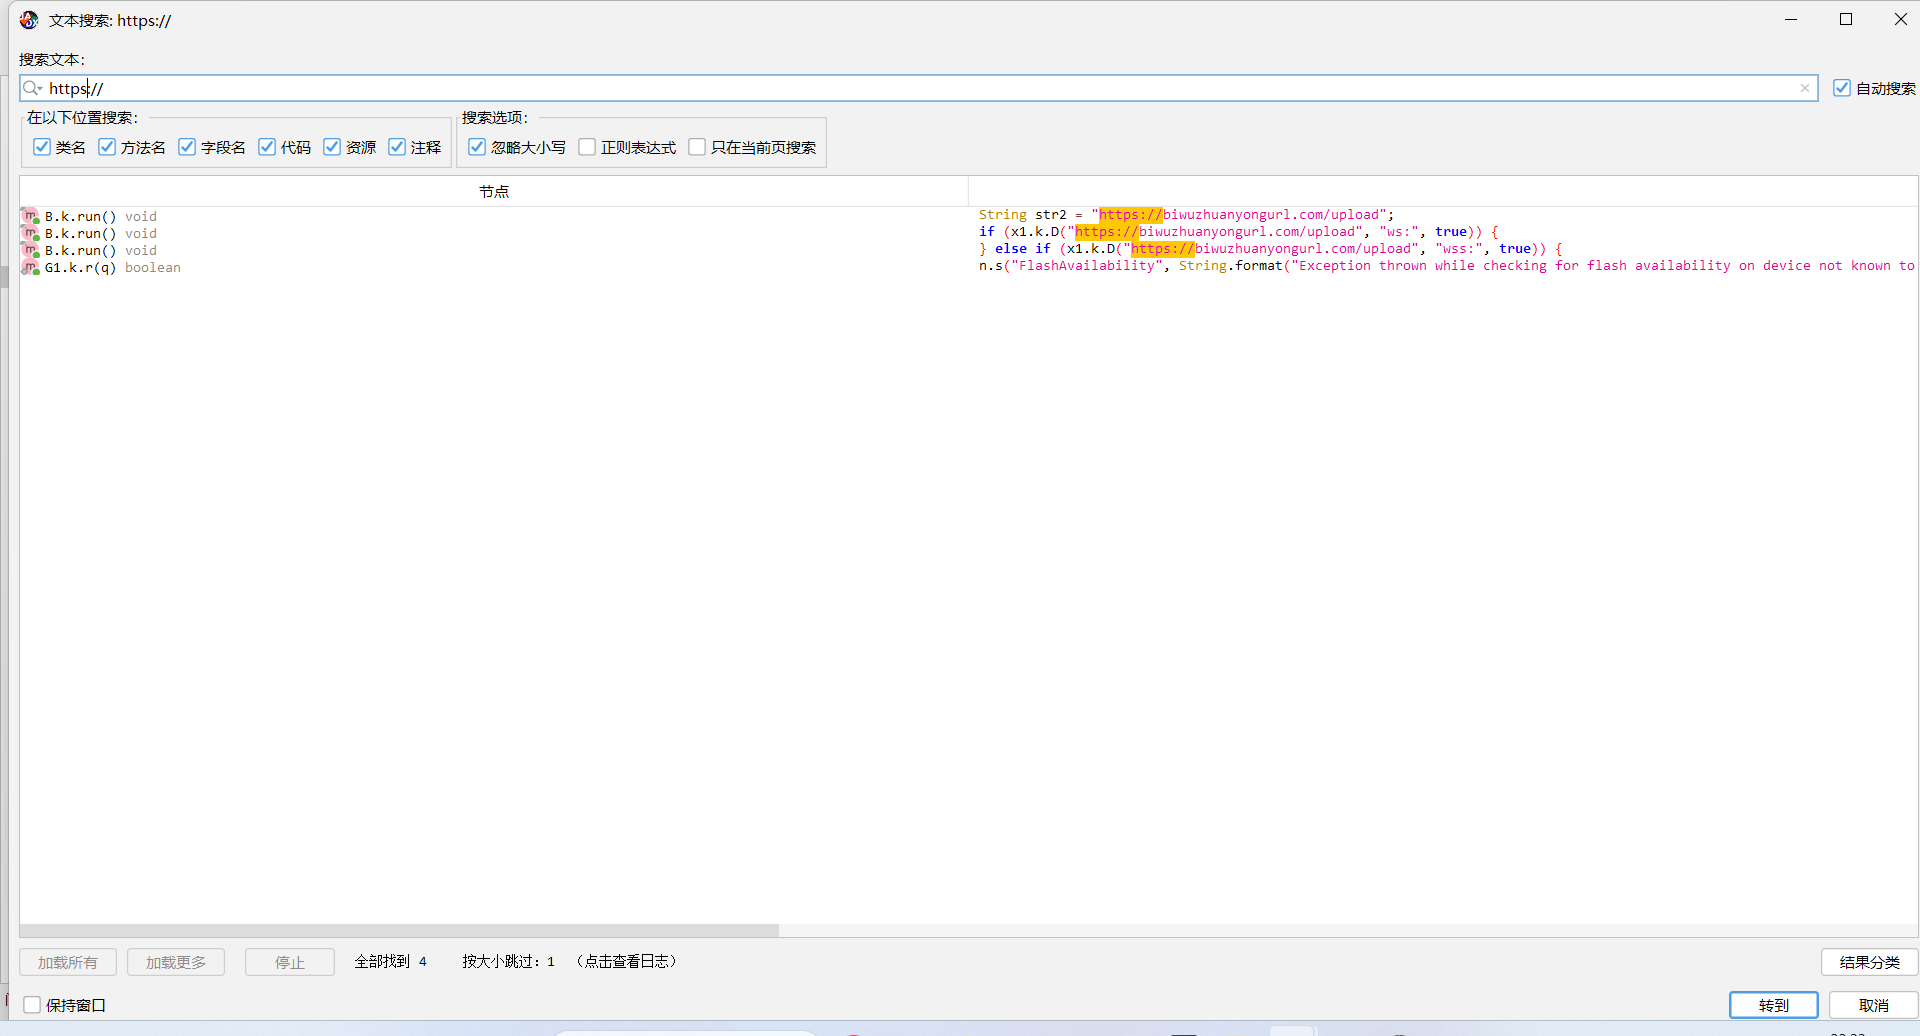 文本搜索: https://
搜索文本:
https://
自动搜索
在以下位置搜索:
类名 方法名 字段名 代码 资源 注释
搜索选项:
忽略大小写 正则表达式 只在当前页搜索
节点
B.k.run() void String str2 = "https://biwuzhuanyongurl.com/upload";
B.k.run() void if (x1.k.D("https://biwuzhuanyongurl.com/upload", "ws:", true)) {
B.k.run() void } else if (x1.k.D("https://biwuzhuanyongurl.com/upload", "wss:", true)) {
G1.k.r(q) boolean n.s("FlashAvailability", String.format("Exception thrown while checking for flash availability on device not known to
加载所有 加载更多 停止 全部找到 4 按大小跳过: 1 （点击查看日志） 结果分类
保持窗口 转到 取消